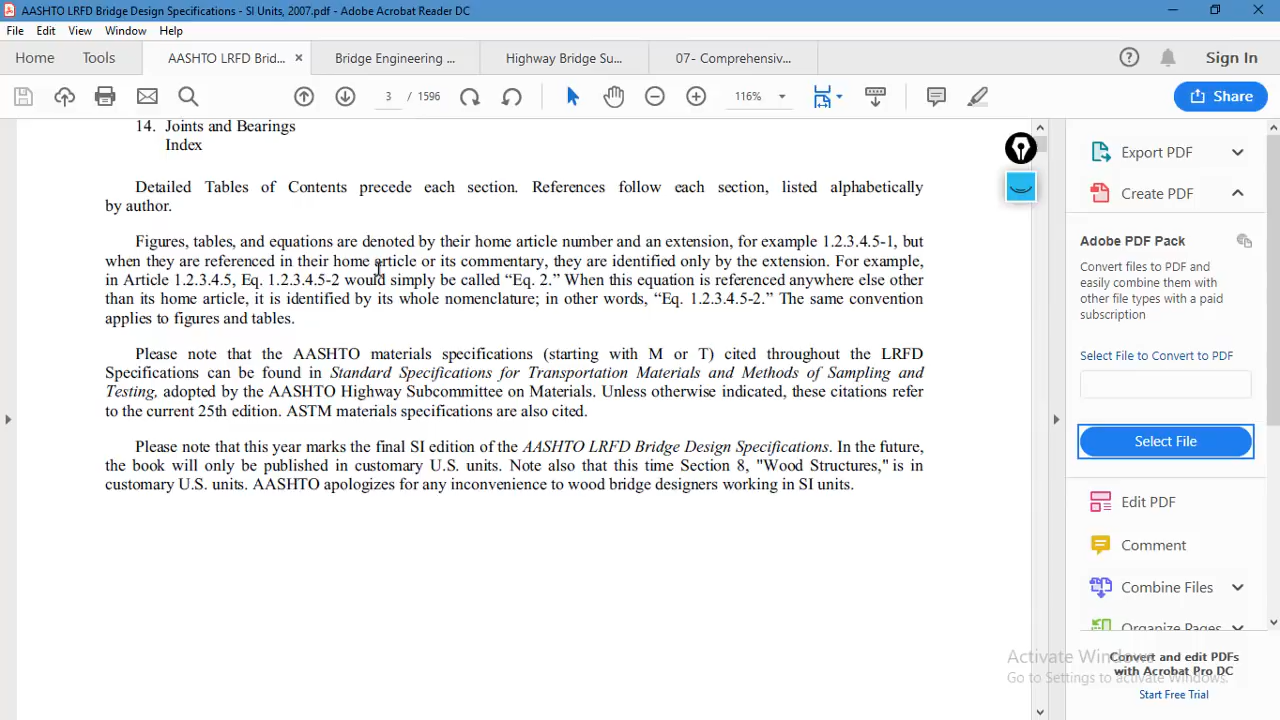 AASHTO LRFD Bridge Design Specifications - SI Units, 2007.pdf - Adobe Acrobat Reader DC
File Edit View Window Help
Home Tools AASHTO LRFD Brid... × Bridge Engineering ... Highway Bridge Su... 07- Comprehensiv... Sign In
3 / 1596 116% Share
14. Joints and Bearings
Index
Detailed Tables of Contents precede each section. References follow each section, listed alphabetically
by author.
Figures, tables, and equations are denoted by their home article number and an extension, for example 1.2.3.4.5-1, but
when they are referenced in their home article or its commentary, they are identified only by the extension. For example,
in Article 1.2.3.4.5, Eq. 1.2.3.4.5-2 would simply be called “Eq. 2.” When this equation is referenced anywhere else other
than its home article, it is identified by its whole nomenclature; in other words, “Eq. 1.2.3.4.5-2.” The same convention
applies to figures and tables.
Please note that the AASHTO materials specifications (starting with M or T) cited throughout the LRFD
Specifications can be found in Standard Specifications for Transportation Materials and Methods of Sampling and
Testing, adopted by the AASHTO Highway Subcommittee on Materials. Unless otherwise indicated, these citations refer
to the current 25th edition. ASTM materials specifications are also cited.
Please note that this year marks the final SI edition of the AASHTO LRFD Bridge Design Specifications. In the future,
the book will only be published in customary U.S. units. Note also that this time Section 8, "Wood Structures," is in
customary U.S. units. AASHTO apologizes for any inconvenience to wood bridge designers working in SI units.
Export PDF
Create PDF
Adobe PDF Pack
Convert files to PDF and
easily combine them with
other file types with a paid
subscription
Select File to Convert to PDF
Select File
Edit PDF
Comment
Combine Files
Organize Pages
Activate Windows
Go to Settings to activate Windows.
Convert and edit PDFs
with Acrobat Pro DC
Start Free Trial